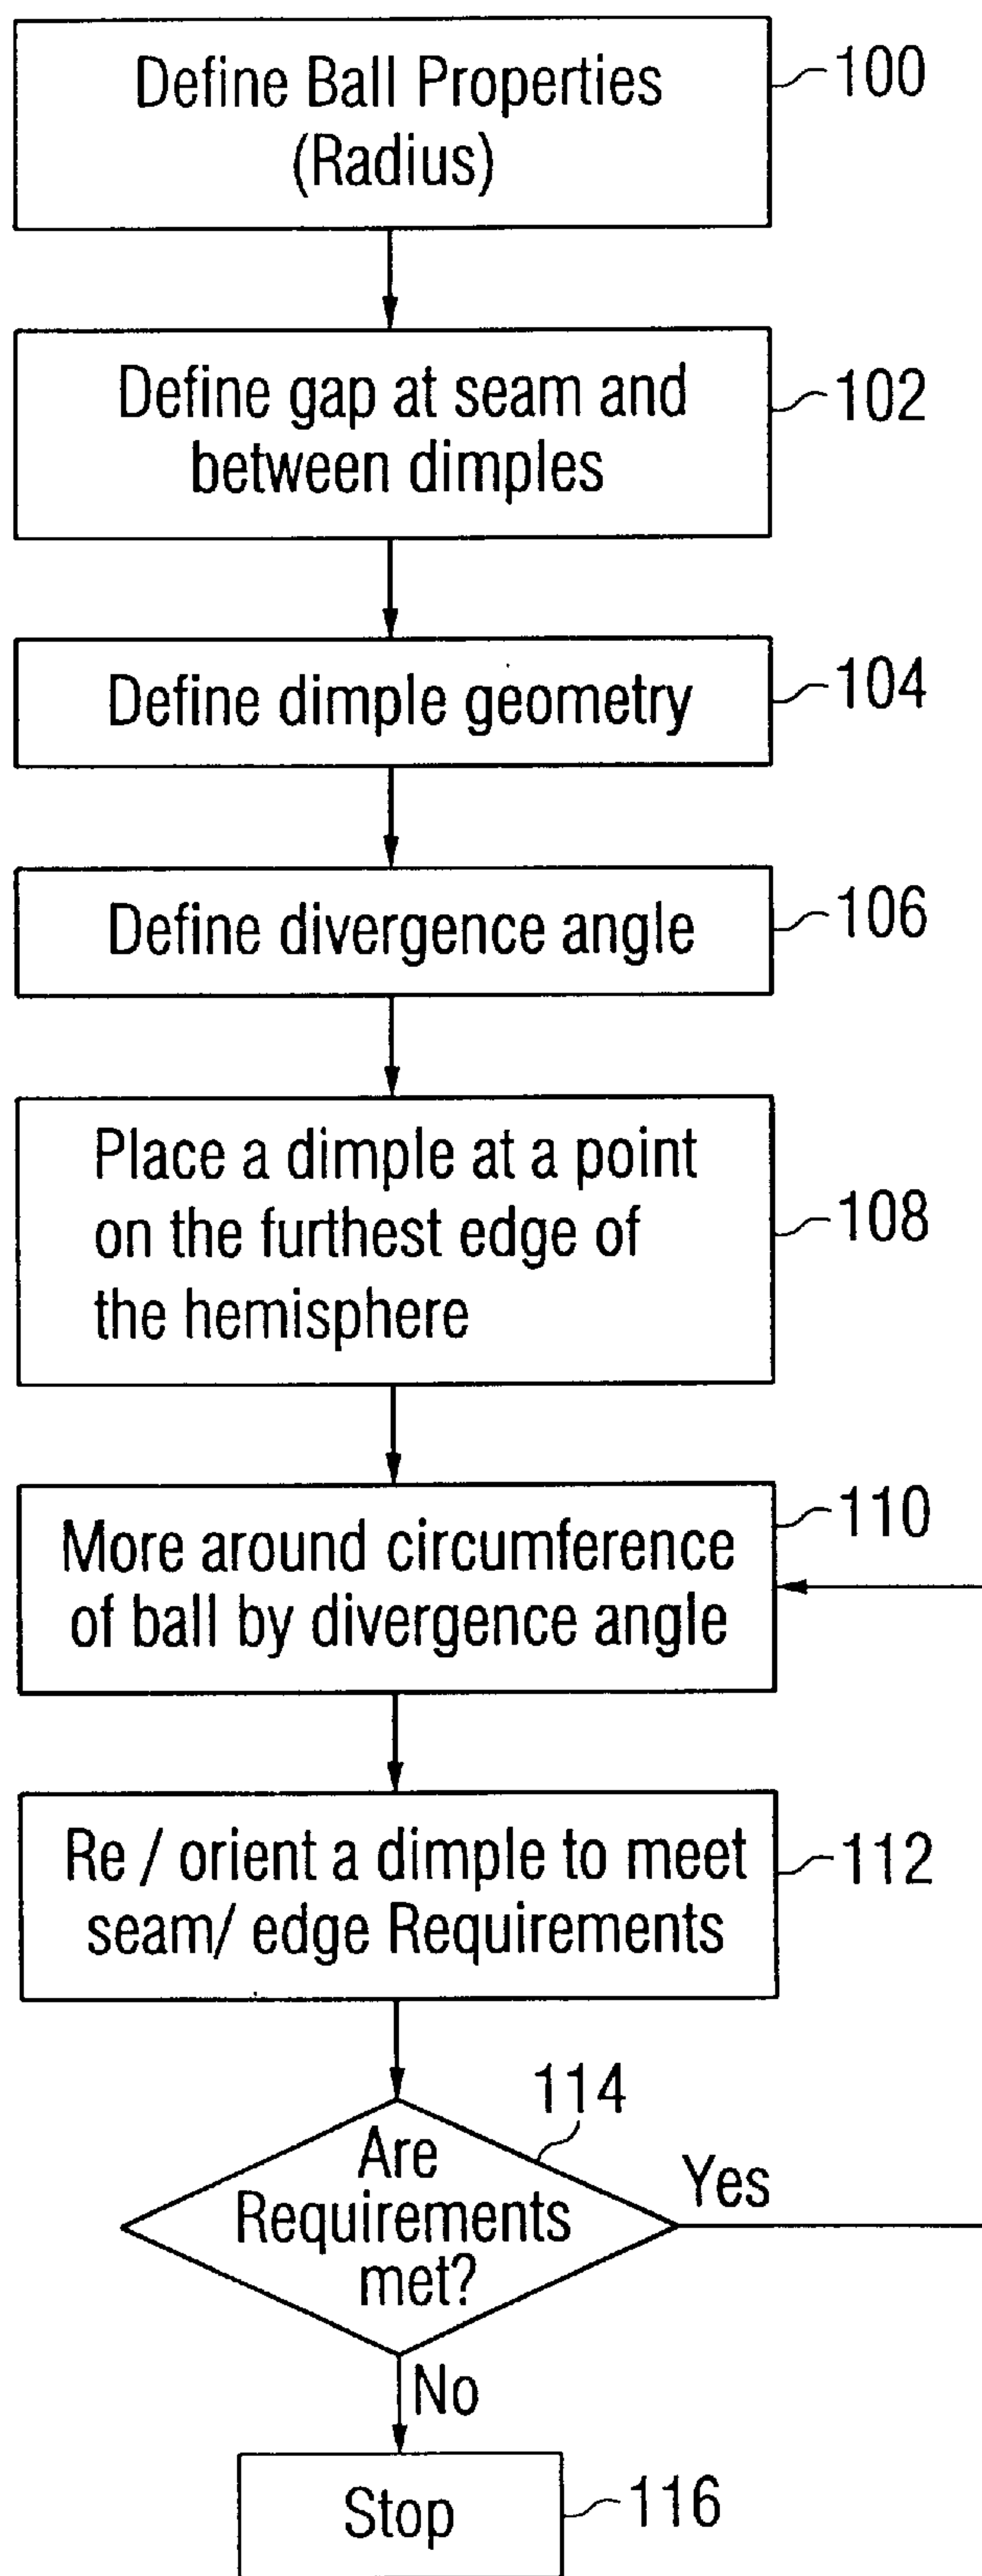 Define Ball Properties
(Radius)
100
Define gap at seam and
between dimples
102
Define dimple geometry
104
Define divergence angle
106
Place a dimple at a point
on the furthest edge of
the hemisphere
108
More around circumference
of ball by divergence angle
110
Re / orient a dimple to meet
seam/ edge Requirements
112
114
Are
Requirements
met?
Yes
No
Stop
116